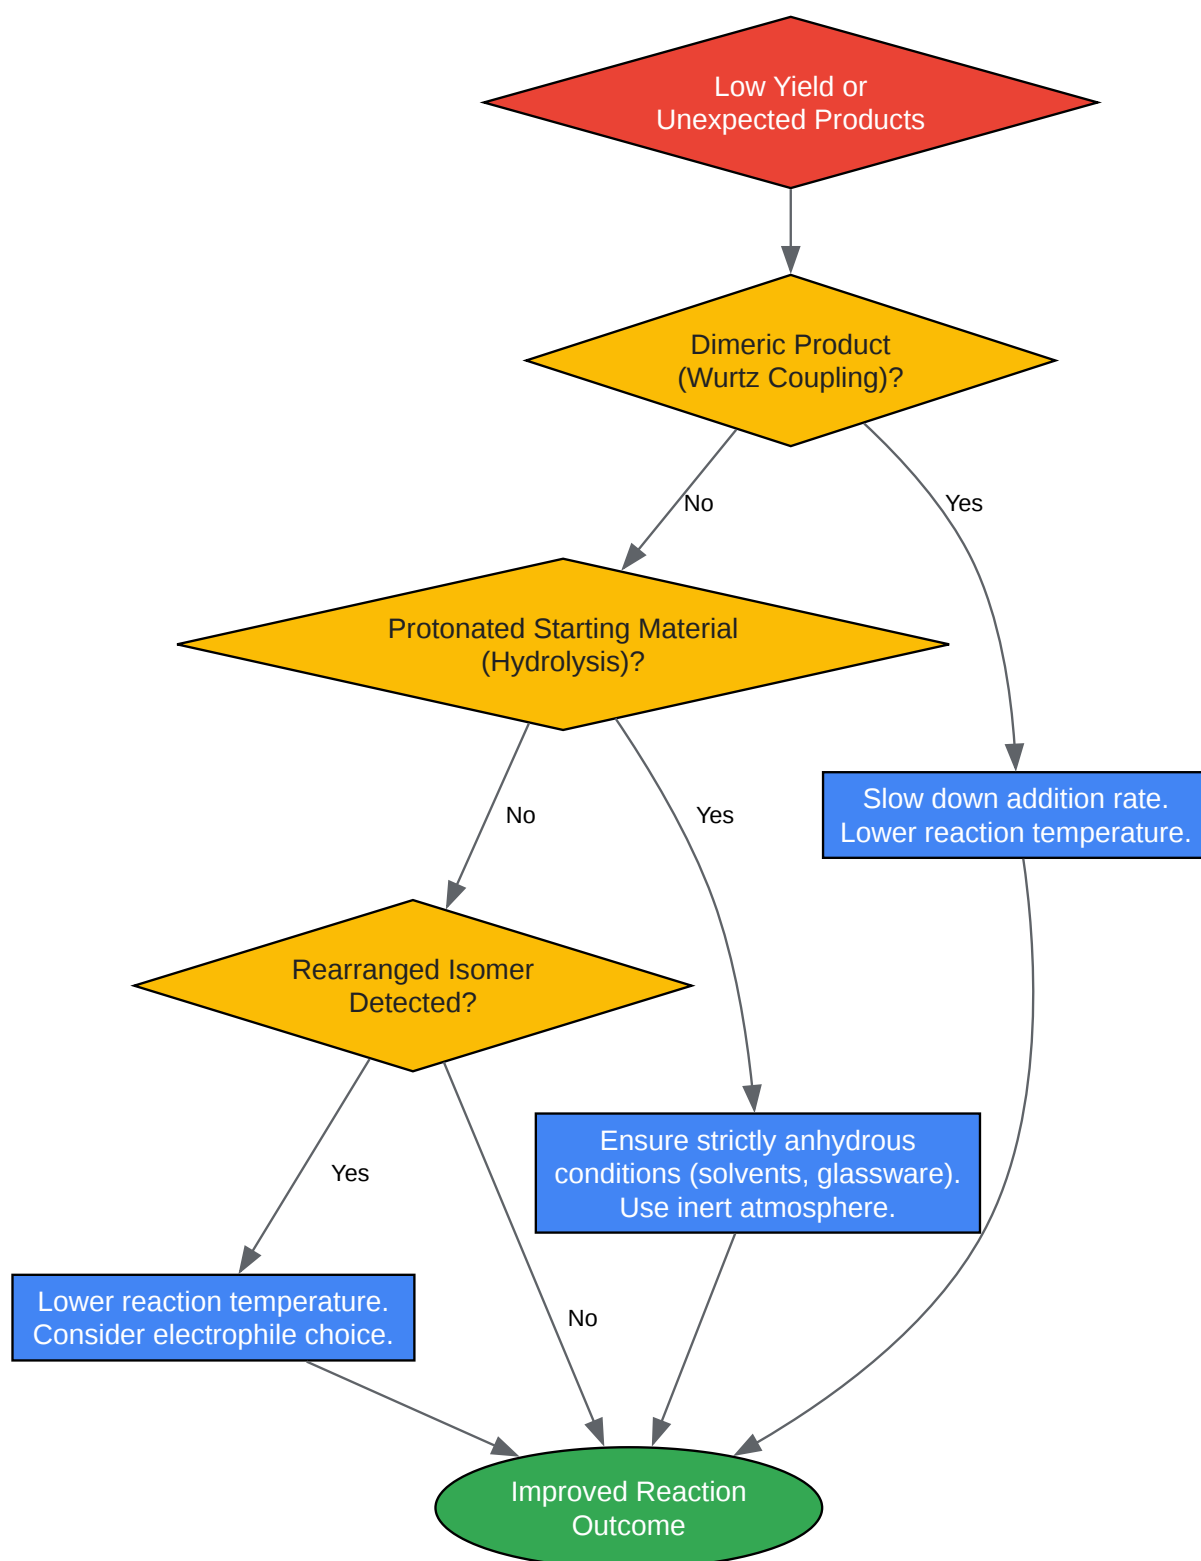 Low Yield or
Unexpected Products
Dimeric Product
(Wurtz Coupling)?
No
Yes
Protonated Starting Material
(Hydrolysis)?
Slow down addition rate.
Lower reaction temperature.
No
Yes
Rearranged Isomer
Detected?
Ensure strictly anhydrous
conditions (solvents, glassware).
Use inert atmosphere.
Yes
Lower reaction temperature.
Consider electrophile choice.
No
Improved Reaction
Outcome